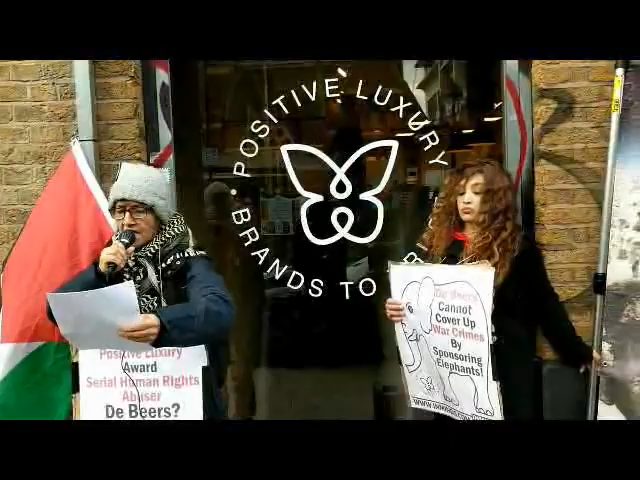 POSITIVE LUXURY
BRANDS TO
Positive Luxury
Award
Serial Human Rights
Abuser
De Beers?
De Beers
Cannot
Cover Up
War Crimes
By
Sponsoring
Elephants!